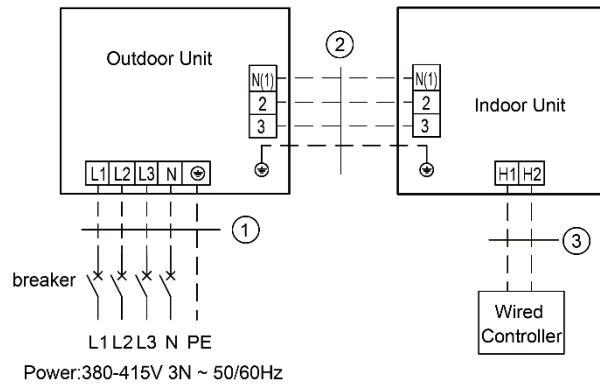 Outdoor Unit
2
Indoor Unit
N(1)
2
3
N(1)
2
3
L1 L2 L3 N
H1 H2
1
3
breaker
Wired
Controller
L1 L2 L3 N PE
Power:380-415V 3N ~ 50/60Hz